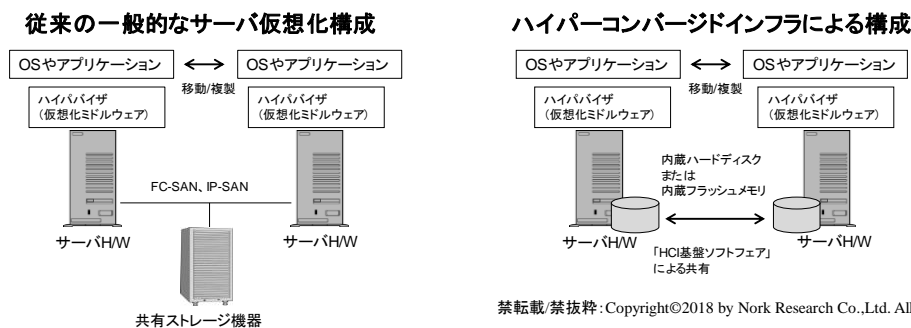 従来の一般的なサーバ仮想化構成
OSやアプリケーション
OSやアプリケーション
移動/複製
ハイパバイザ
（仮想化ミドルウェア）
ハイパバイザ
（仮想化ミドルウェア）
FC-SAN、IP-SAN
サーバH/W
サーバH/W
共有ストレージ機器
ハイパーコンバージドインフラによる構成
OSやアプリケーション
OSやアプリケーション
移動/複製
ハイパバイザ
（仮想化ミドルウェア）
ハイパバイザ
（仮想化ミドルウェア）
内蔵ハードディスク
または
内蔵フラッシュメモリ
サーバH/W
サーバH/W
「HCI基盤ソフトフェア」
による共有
禁転載/禁抜粋：Copyright©2018 by Nork Research Co.,Ltd. All